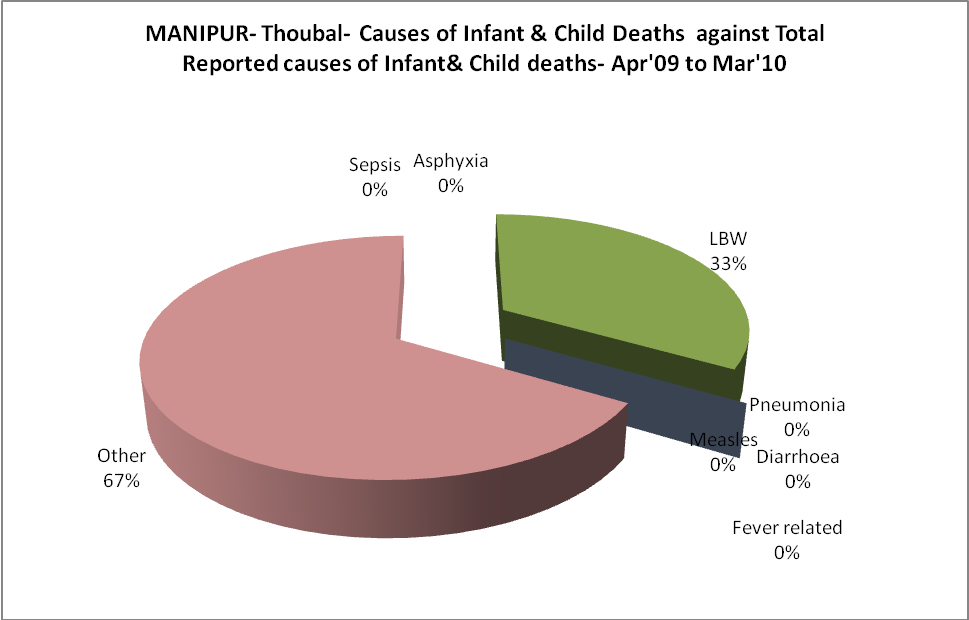 MANIPUR- Thoubal- Causes of Infant & Child Deaths against Total
Reported causes of Infant& Child deaths- Apr'09 to Mar'10
Sepsis
0%
Asphyxia
0%
LBW
33%
Pneumonia
0%
Measles
0%
Diarrhoea
0%
Other
67%
Fever related
0%